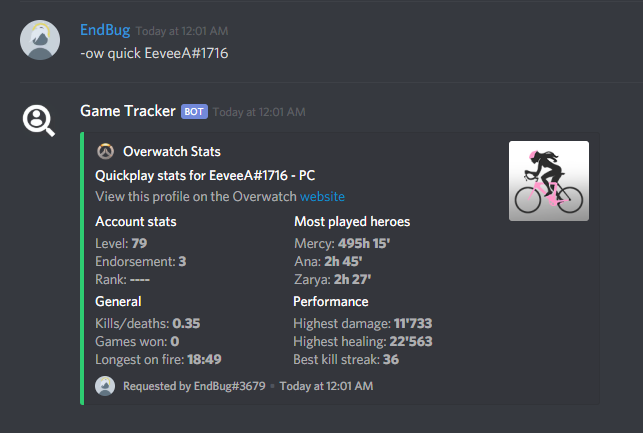 EndBug Today at 12:01 AM
-ow quick EeveeA#1716
Game Tracker BOT Today at 12:01 AM
Overwatch Stats
Quickplay stats for EeveeA#1716 - PC
View this profile on the Overwatch website
Account stats
Level: 79
Endorsement: 3
Rank: ----
Most played heroes
Mercy: 495h 15'
Ana: 2h 45'
Zarya: 2h 27'
General
Kills/deaths: 0.35
Games won: 0
Longest on fire: 18:49
Performance
Highest damage: 11'733
Highest healing: 22'563
Best kill streak: 36
Requested by EndBug#3679 • Today at 12:01 AM